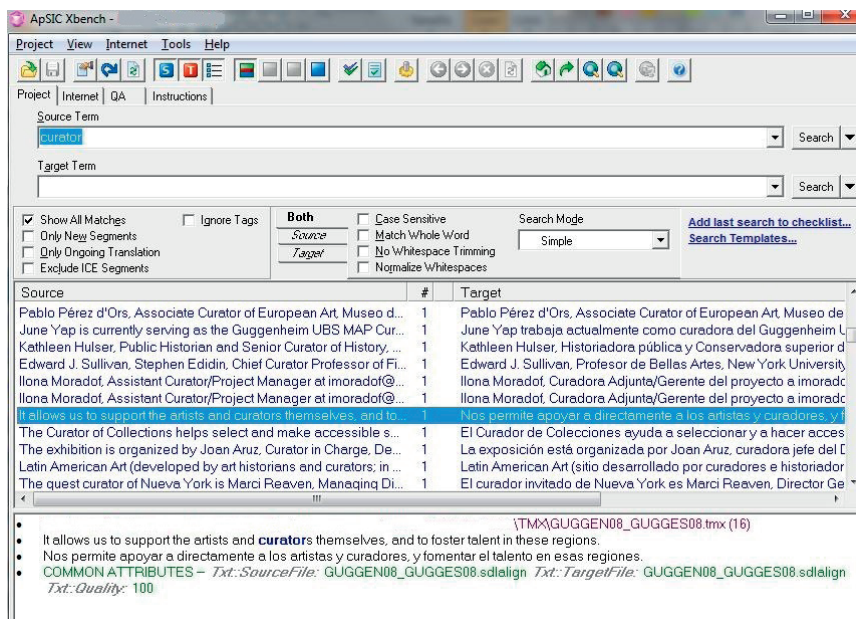 ApSIC Xbench -
Project View Internet Tools Help
Project Internet QA Instructions
Source Term
curator
Search
Target Term
Search
Show All Matches
Only New Segments
Only Ongoing Translation
Exclude ICE Segments
Ignore Tags
Both
Source
Target
Case Sensitive
Match Whole Word
No Whitespace Trimming
Normalize Whitespaces
Search Mode
Simple
Add last search to checklist...
Search Templates...
Source # Target
Pablo Pérez d'Ors, Associate Curator of European Art, Museo d... 1 Pablo Pérez d'Ors, Associate Curator of European Art, Museo de
June Yap is currently serving as the Guggenheim UBS MAP Cur... 1 June Yap trabaja actualmente como curadora del Guggenheim U
Kathleen Hulser, Public Historian and Senior Curator of History, ... 1 Kathleen Hulser, Historiadora pública y Conservadora superior d
Edward J. Sullivan, Stephen Edidin, Chief Curator Professor of Fi... 1 Edward J. Sullivan, Profesor de Bellas Artes, New York University
Ilona Moradof, Assistant Curator/Project Manager at imoradof@... 1 Ilona Moradof, Curadora Adjunta/Gerente del proyecto a imorado
Ilona Moradof, Assistant Curator/Project Manager at imoradof@... 1 Ilona Moradof, Curadora Adjunta/Gerente del proyecto a imorado
It allows us to support the artists and curators themselves, and to... 1 Nos permite apoyar a directamente a los artistas y curadores, y f
The Curator of Collections helps select and make accessible s... 1 El Curador de Colecciones ayuda a seleccionar y a hacer acces
The exhibition is organized by Joan Aruz, Curator in Charge, De... 1 La exposición está organizada por Joan Aruz, curadora jefe del D
Latin American Art (developed by art historians and curators; in ... 1 Latin American Art (sitio desarrollado por curadores e historiador
The guest curator of Nueva York is Marci Reaven, Managing Di... 1 El curador invitado de Nueva York es Marci Reaven, Director Ge
\TMX\GUGGEN08_GUGGES08.tmx (16)
It allows us to support the artists and curators themselves, and to foster talent in these regions.
Nos permite apoyar a directamente a los artistas y curadores, y fomentar el talento en esas regiones.
COMMON ATTRIBUTES – Txt::SourceFile: GUGGEN08_GUGGES08.sdlalign Txt::TargetFile: GUGGEN08_GUGGES08.sdlalign
Txt::Quality: 100